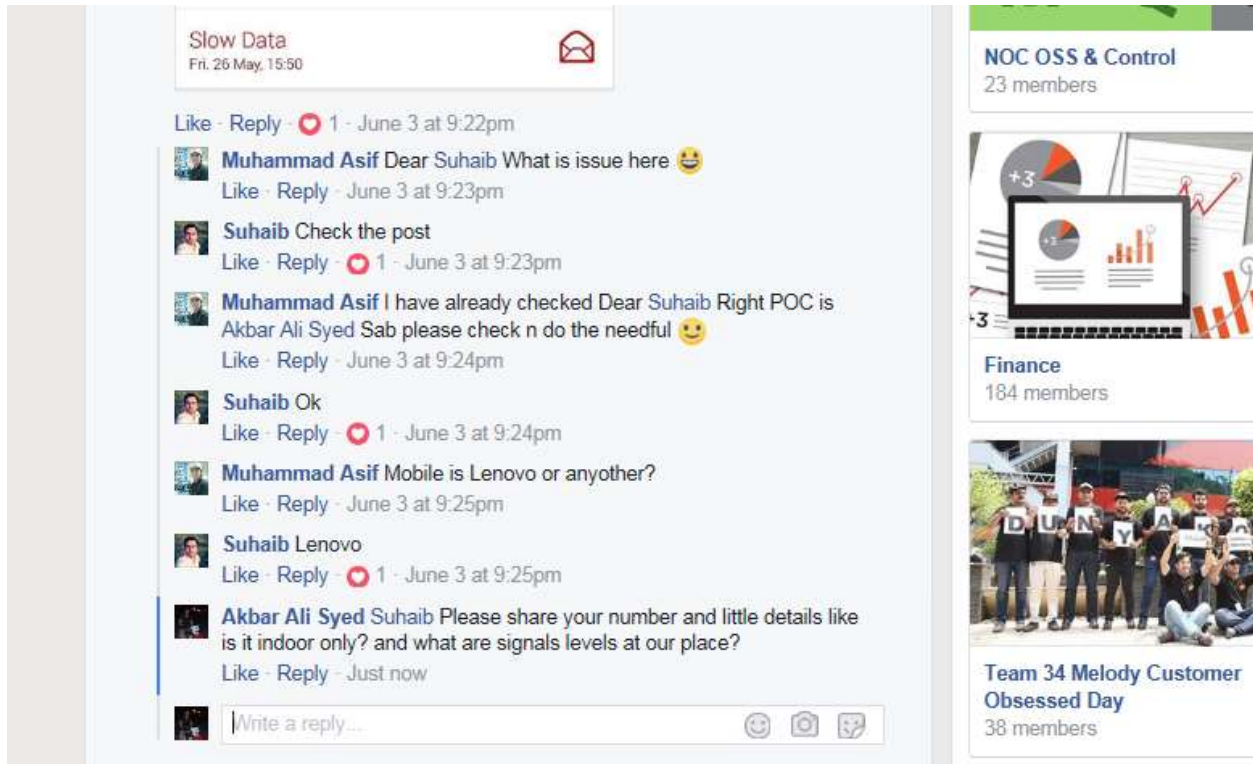 Slow Data
Fri. 26 May, 15:50
Like · Reply · 1 · June 3 at 9:22pm
Muhammad Asif Dear Suhaib What is issue here 😀
Like · Reply · June 3 at 9:23pm
Suhaib Check the post
Like · Reply · 1 · June 3 at 9:23pm
Muhammad Asif I have already checked Dear Suhaib Right POC is
Akbar Ali Syed Sab please check n do the needful 🙂
Like · Reply · June 3 at 9:24pm
Suhaib Ok
Like · Reply · 1 · June 3 at 9:24pm
Muhammad Asif Mobile is Lenovo or anyother?
Like · Reply · June 3 at 9:25pm
Suhaib Lenovo
Like · Reply · 1 · June 3 at 9:25pm
Akbar Ali Syed Suhaib Please share your number and little details like
is it indoor only? and what are signals levels at our place?
Like · Reply · Just now
Write a reply...
NOC OSS & Control
23 members
+3
+3
+3
Finance
184 members
D U N Y A K
Team 34 Melody Customer
Obsessed Day
38 members